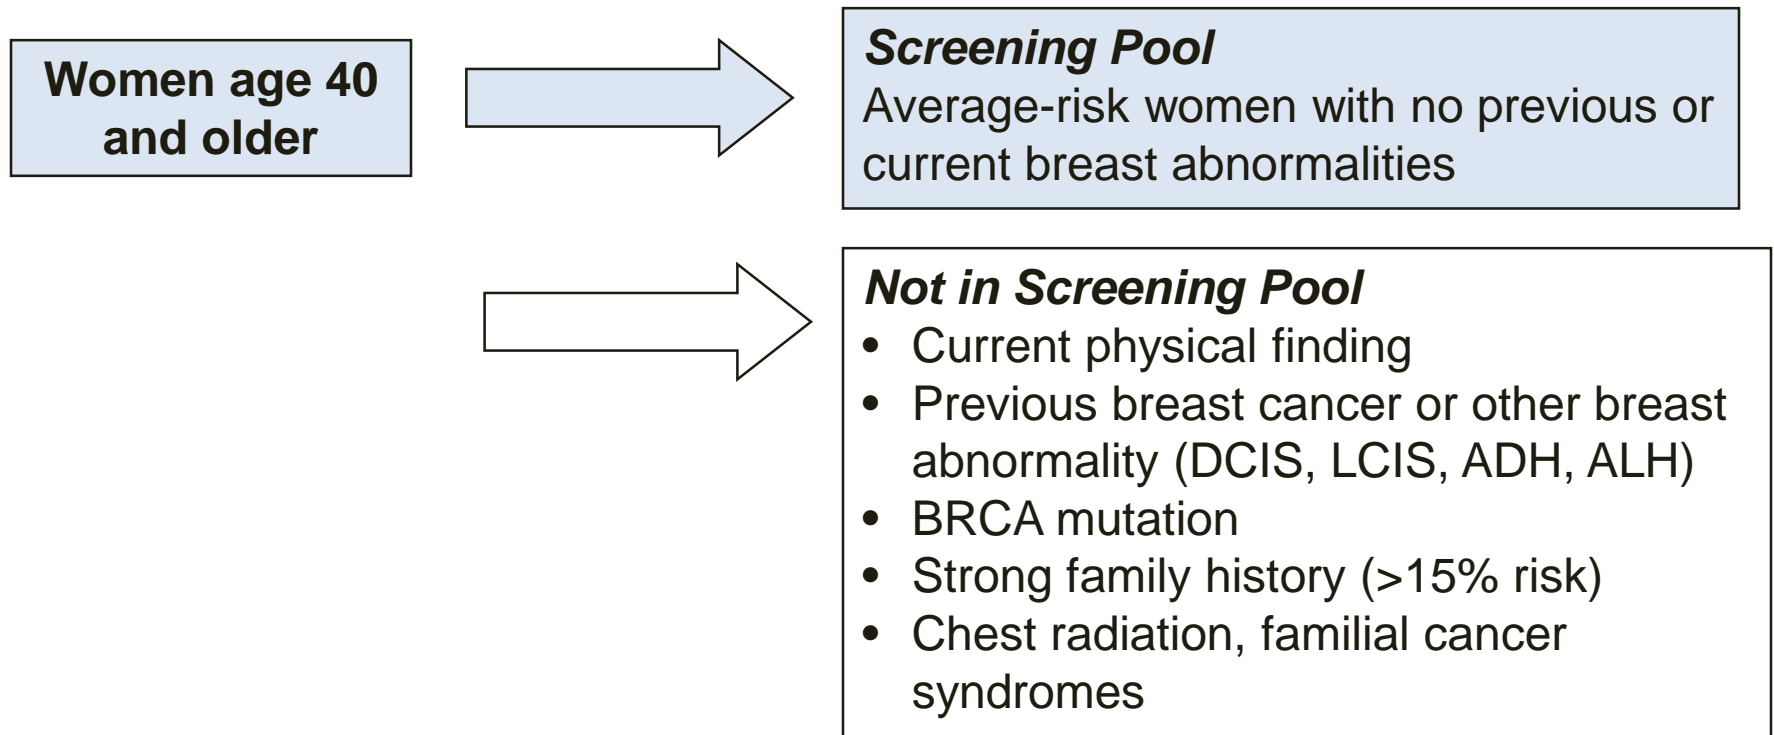 Women age 40
and older
Screening Pool
Average-risk women with no previous or
current breast abnormalities
Not in Screening Pool
• Current physical finding
• Previous breast cancer or other breast
abnormality (DCIS, LCIS, ADH, ALH)
• BRCA mutation
• Strong family history (>15% risk)
• Chest radiation, familial cancer
syndromes